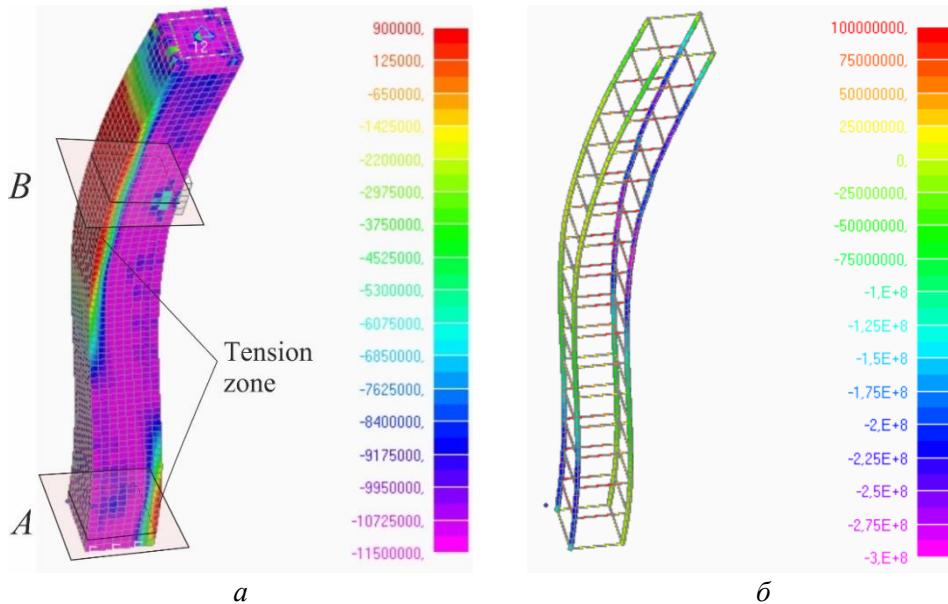 12
B
Tension
zone
A
900000,
125000,
-650000,
-1425000,
-2200000,
-2975000,
-3750000,
-4525000,
-5300000,
-6075000,
-6850000,
-7625000,
-8400000,
-9175000,
-9950000,
-10725000,
-11500000,
а
100000000,
75000000,
50000000,
25000000,
0,
-25000000,
-50000000,
-75000000,
-1,E+8
-1,25E+8
-1,5E+8
-1,75E+8
-2,E+8
-2,25E+8
-2,5E+8
-2,75E+8
-3,E+8
б